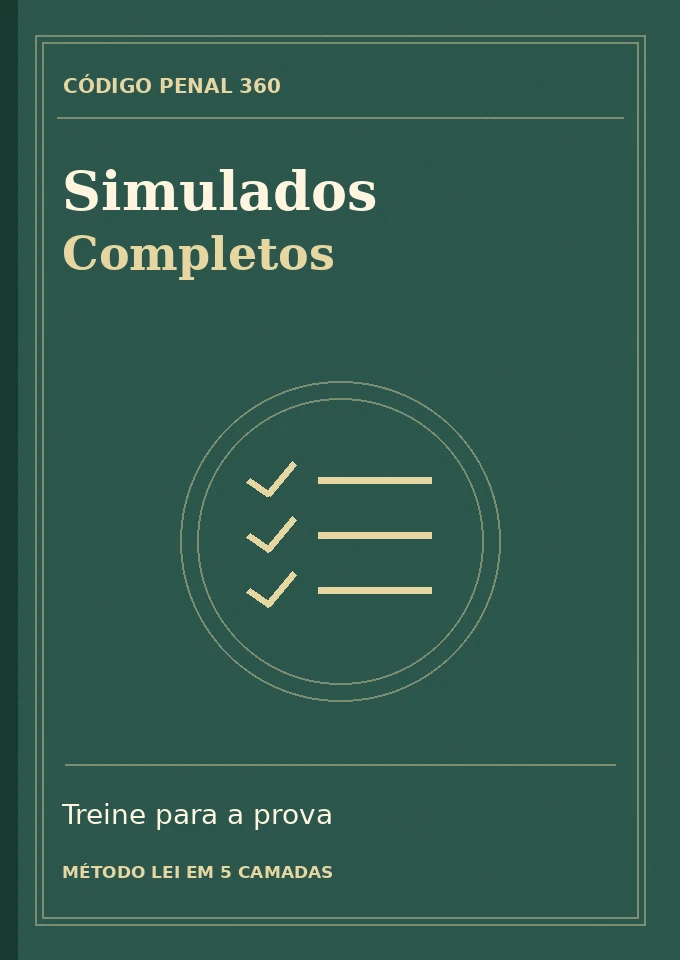 CÓDIGO PENAL 360
Simulados
Completos
Treine para a prova
MÉTODO LEI EM 5 CAMADAS